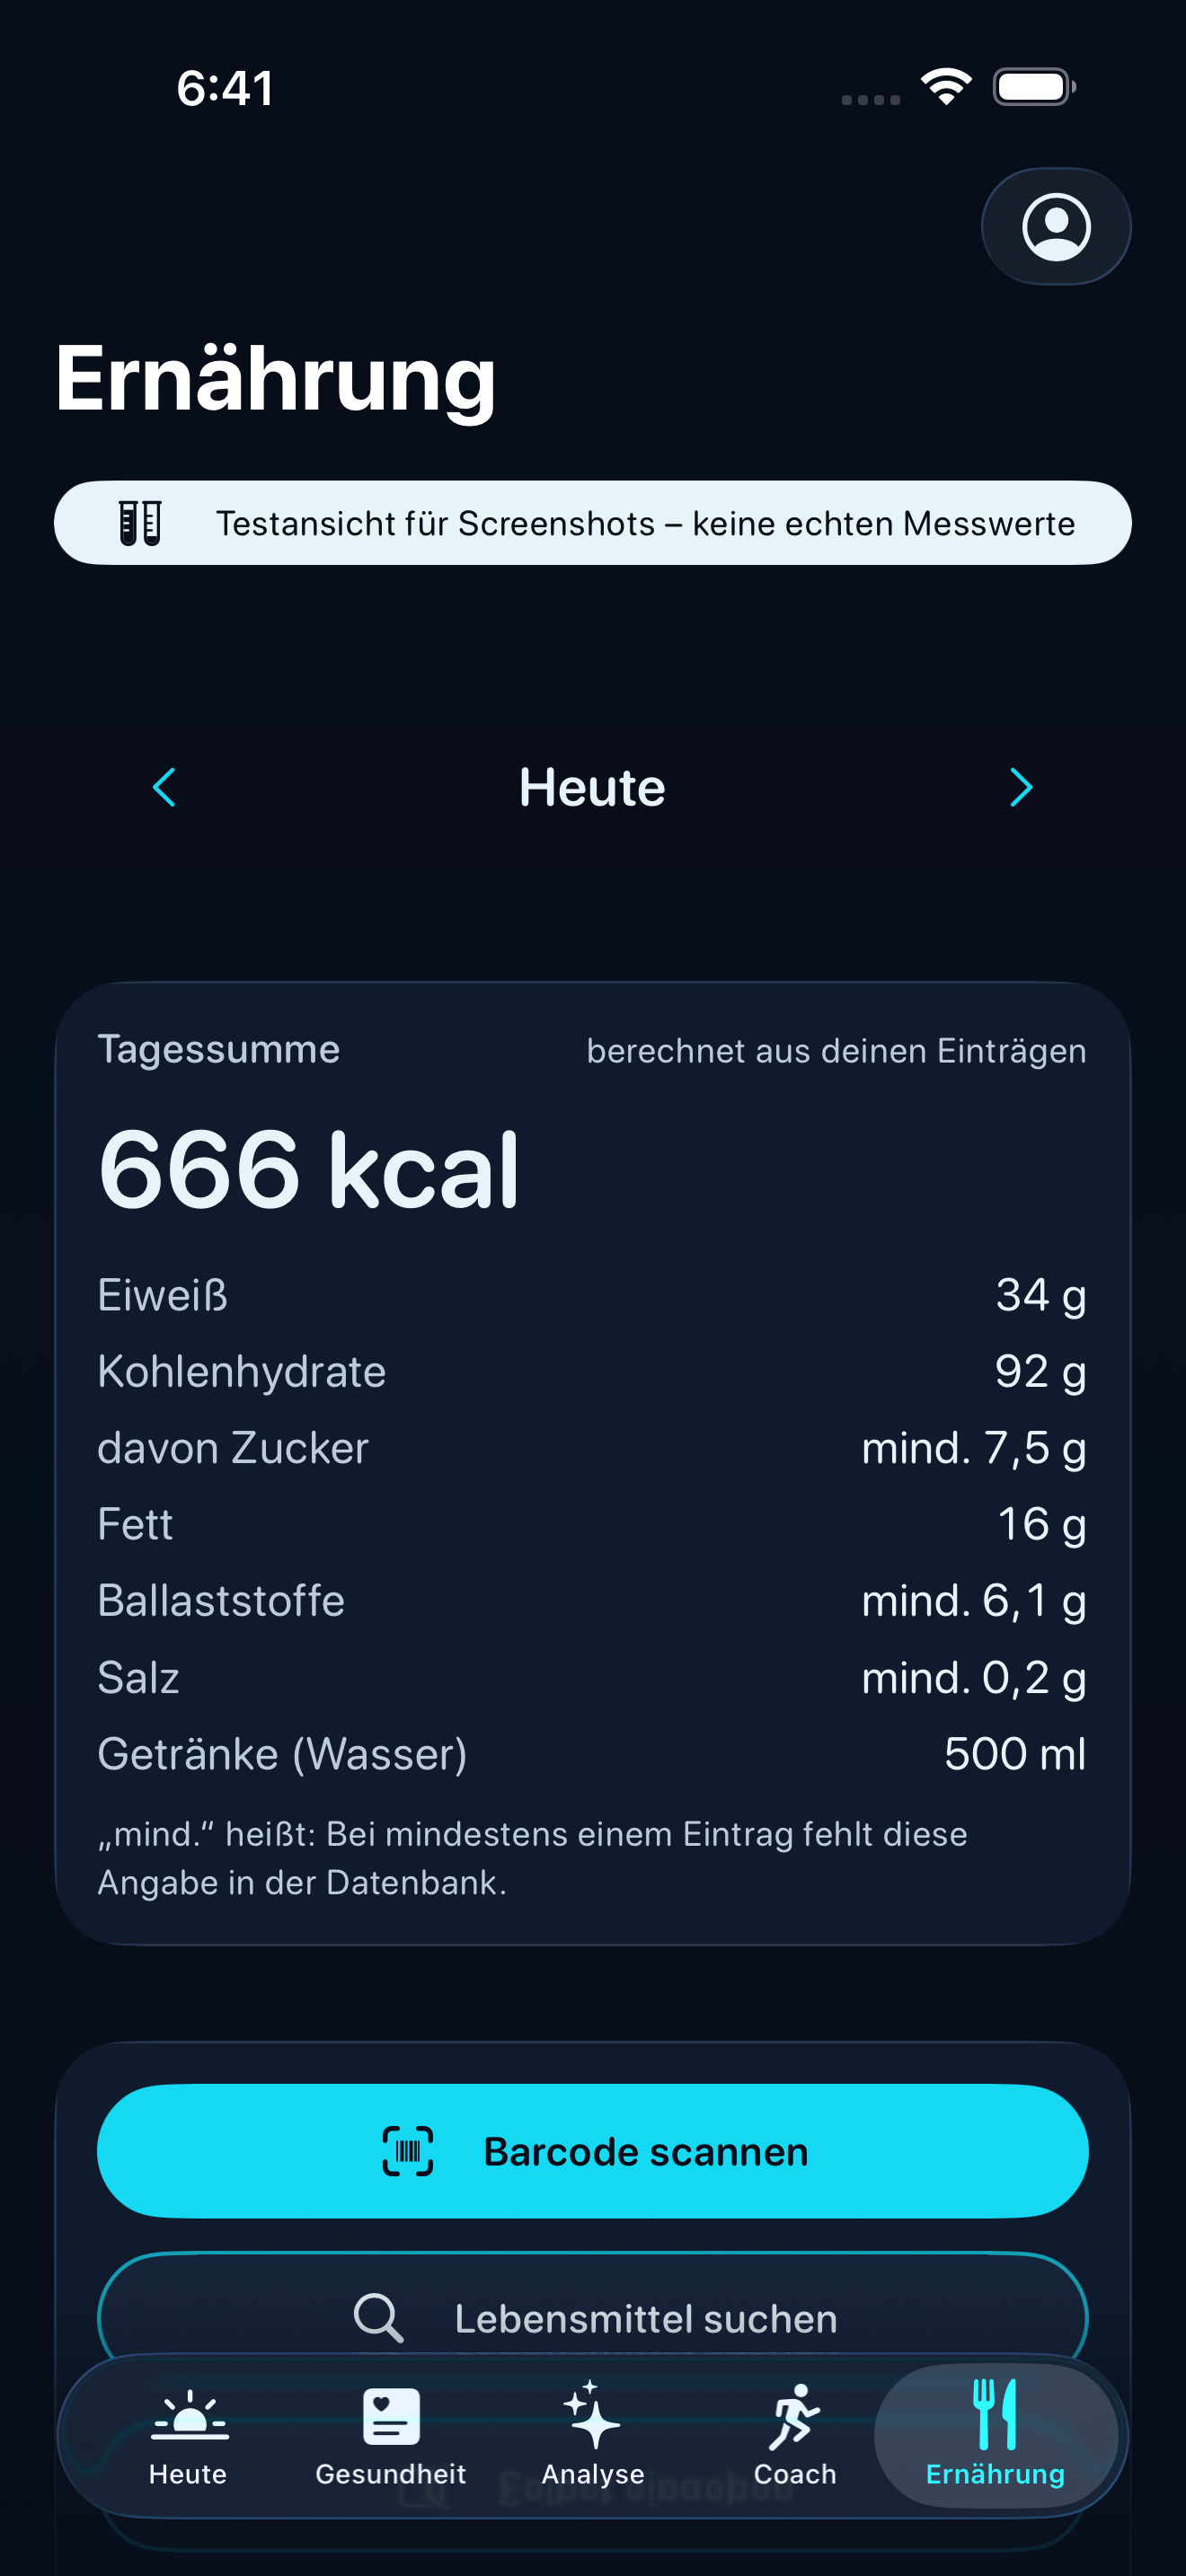 6:41
Ernährung
Testansicht für Screenshots – keine echten Messwerte
Heute
Tagessumme
berechnet aus deinen Einträgen
666 kcal
Eiweiß 34 g
Kohlenhydrate 92 g
davon Zucker mind. 7,5 g
Fett 16 g
Ballaststoffe mind. 6,1 g
Salz mind. 0,2 g
Getränke (Wasser) 500 ml
„mind.“ heißt: Bei mindestens einem Eintrag fehlt diese
Angabe in der Datenbank.
Barcode scannen
Lebensmittel suchen
Heute Gesundheit Analyse Coach Ernährung